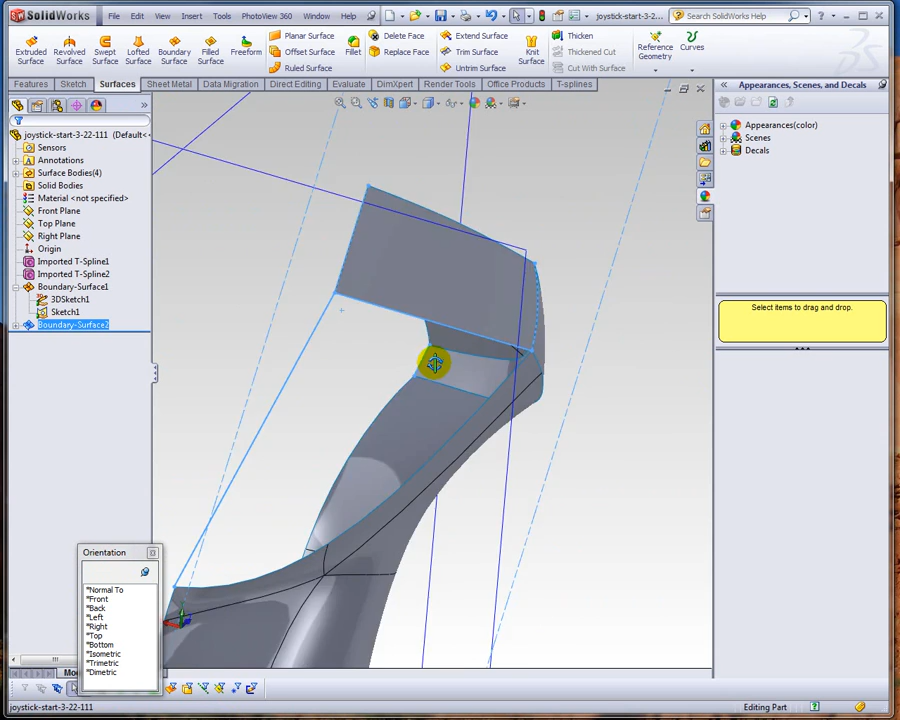 SolidWorks
File Edit View Insert Tools PhotoView 360 Window Help
joystick-start-3-22-111...
Search SolidWorks Help
Extruded Surface
Revolved Surface
Swept Surface
Lofted Surface
Boundary Surface
Filled Surface
Freeform
Planar Surface
Offset Surface
Ruled Surface
Fillet
Delete Face
Replace Face
Extend Surface
Trim Surface
Untrim Surface
Knit Surface
Thicken
Thickened Cut
Cut With Surface
Reference Geometry
Curves
Features Sketch Surfaces Sheet Metal Data Migration Direct Editing Evaluate DimXpert Render Tools Office Products T-splines
Appearances, Scenes, and Decals
joystick-start-3-22-111 (Default<
Sensors
Annotations
Surface Bodies(4)
Solid Bodies
Material <not specified>
Front Plane
Top Plane
Right Plane
Origin
Imported T-Spline1
Imported T-Spline2
Boundary-Surface1
3DSketch1
Sketch1
Boundary-Surface2
Appearances(color)
Scenes
Decals
Select items to drag and drop.
Orientation
*Normal To
*Front
*Back
*Left
*Right
*Top
*Bottom
*Isometric
*Trimetric
*Dimetric
joystick-start-3-22-111
Editing Part